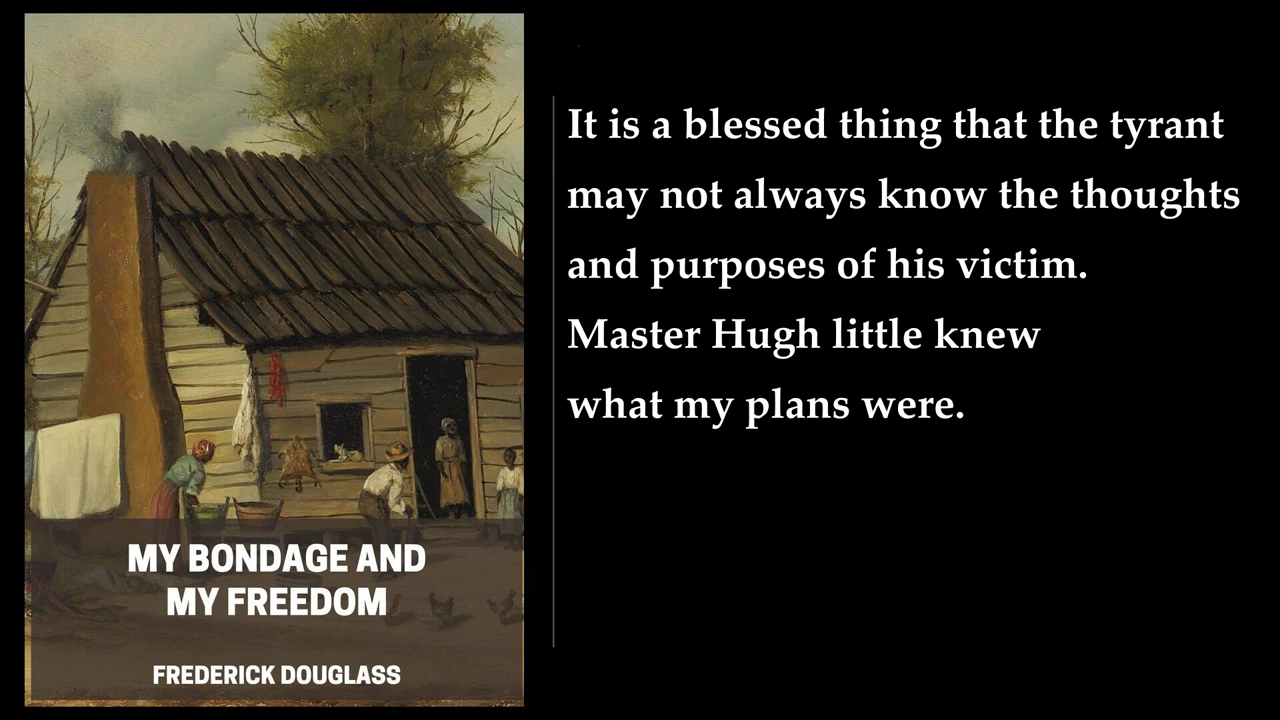 It is a blessed thing that the tyrant
may not always know the thoughts
and purposes of his victim.
Master Hugh little knew
what my plans were.
MY BONDAGE AND
MY FREEDOM
FREDERICK DOUGLASS